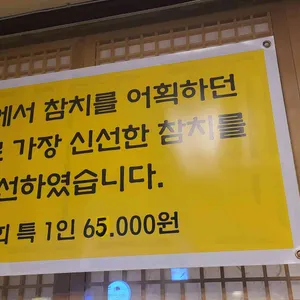 에서 참치를 어획하던
가장 신선한 참치를
선하였습니다.
회 특 1인 65.000원